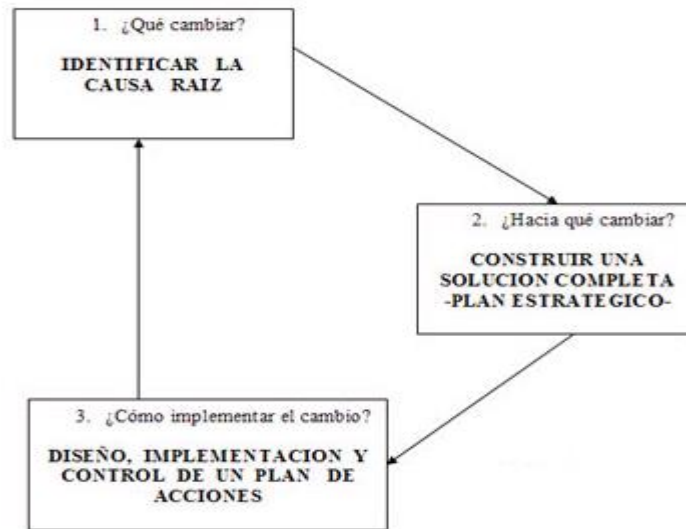 1. ¿Qué cambiar?
IDENTIFICAR LA
CAUSA RAIZ
2. ¿Hacia qué cambiar?
CONSTRUIR UNA
SOLUCION COMPLETA
-PLAN ESTRATEGICO-
3. ¿Cómo implementar el cambio?
DISEÑO, IMPLEMENTACION Y
CONTROL DE UN PLAN DE
ACCIONES